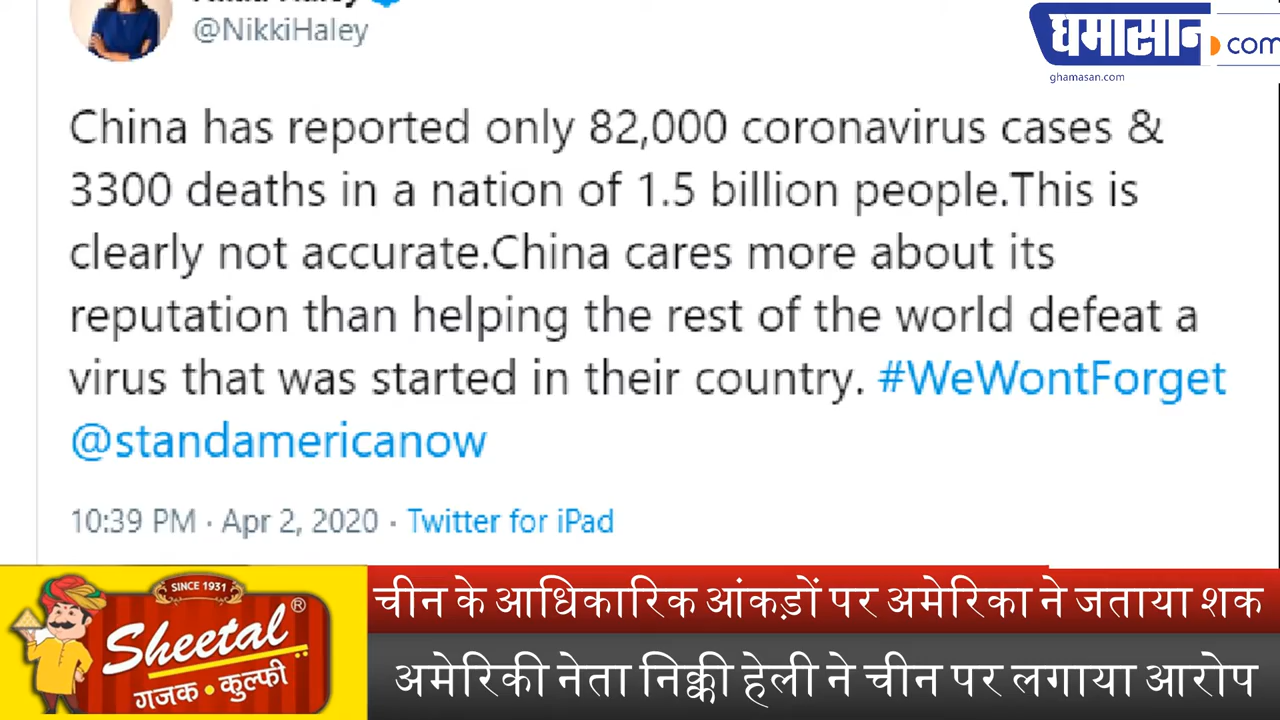 Nikki Haley
@NikkiHaley
घमासान.com
ghamasan.com
China has reported only 82,000 coronavirus cases &
3300 deaths in a nation of 1.5 billion people.This is
clearly not accurate.China cares more about its
reputation than helping the rest of the world defeat a
virus that was started in their country. #WeWontForget
@standamericanow
10:39 PM · Apr 2, 2020 · Twitter for iPad
SINCE 1931
Sheetal®
गजक • कुल्फी
चीन के आधिकारिक आंकड़ों पर अमेरिका ने जताया शक
अमेरिकी नेता निक्की हेली ने चीन पर लगाया आरोप